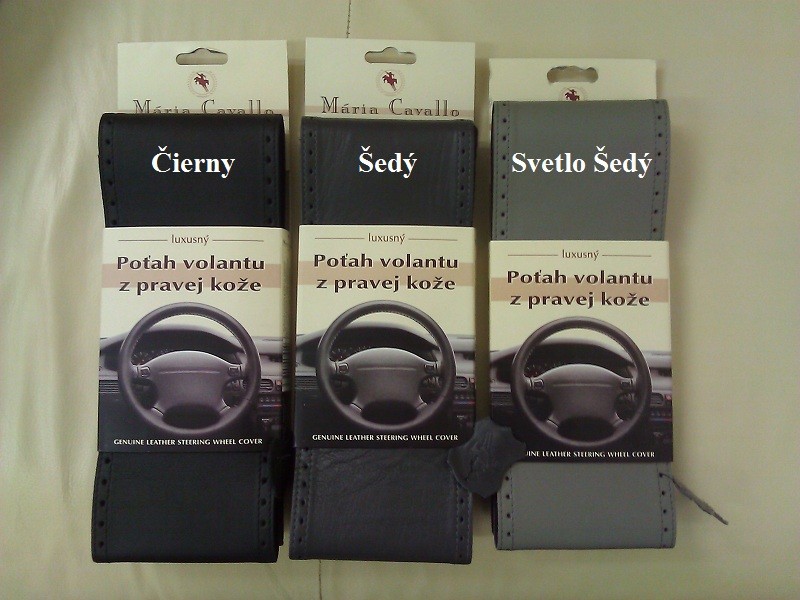 Mária Cavallo
Čierny
luxusný
Poťah volantu
z pravej kože
GENUINE LEATHER STEERING WHEEL COVER
Mária Cavallo
Šedý
luxusný
Poťah volantu
z pravej kože
GENUINE LEATHER STEERING WHEEL COVER
Svetlo Šedý
luxusný
Poťah volantu
z pravej kože
LEATHER STEERING WHEEL COVER